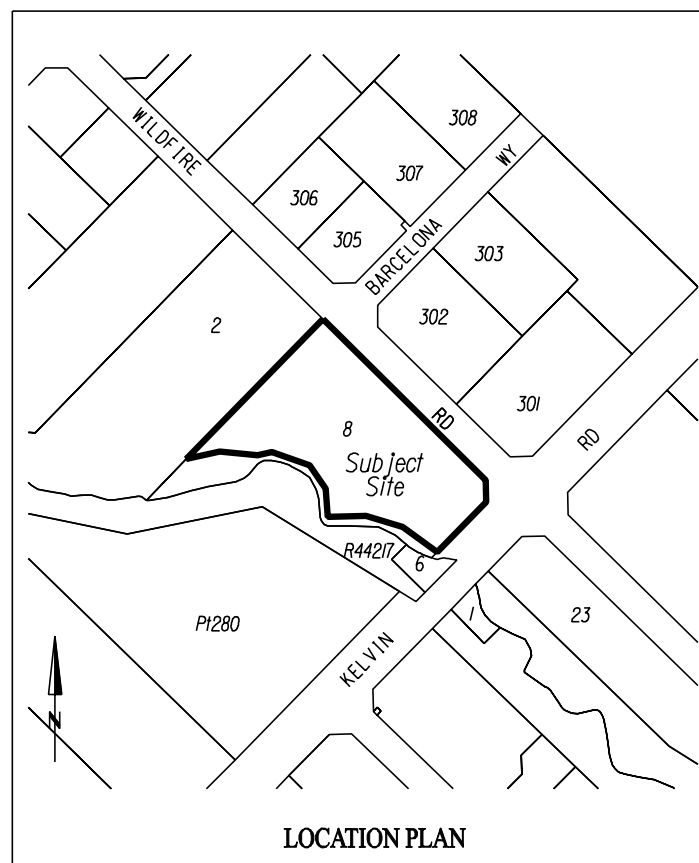 WILDFIRE
308
WY
307
306
305
BARCELONA
303
302
2
301
RD
RD
8
Subject
Site
R44217
6
1
23
Pt280
KELVIN
N
LOCATION PLAN